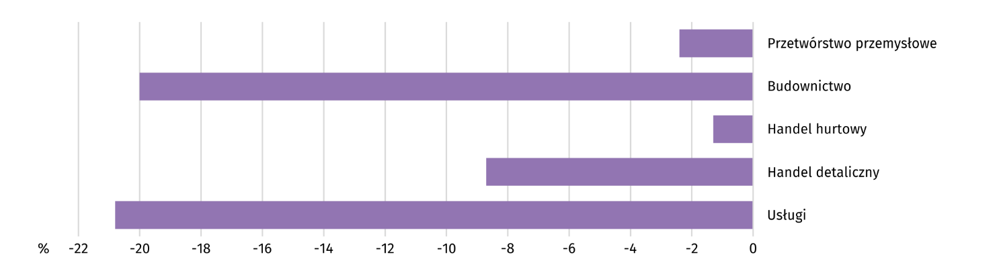 Przetwórstwo przemysłowe
Budownictwo
Handel hurtowy
Handel detaliczny
Usługi
% -22 -20 -18 -16 -14 -12 -10 -8 -6 -4 -2 0